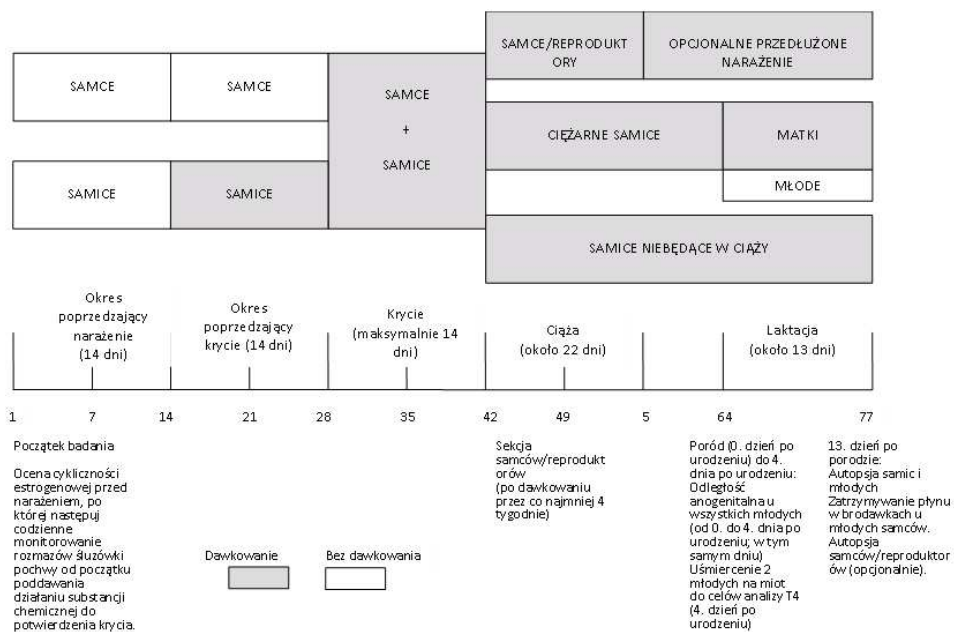 SAMCE/REPRODUKT
ORY
OPCJONALNE PRZEDŁUŻONE
NARAŻENIE
SAMCE
SAMCE
SAMCE
+
SAMICE
CIĘŻARNE SAMICE
MATKI
SAMICE
SAMICE
MŁODE
SAMICE NIEBĘDĄCE W CIĄŻY
Okres
poprzedzający
narażenie
(14 dni)
Okres
poprzedzający
krycie (14 dni)
Krycie
(maksymalnie 14
dni)
Ciąża
(około 22 dni)
Laktacja
(około 13 dni)
1 7 14 21 28 35 42 49 5 64 77
Początek badania
Ocena cykliczności
estrogenowej przed
narażeniem, po
której następuj
codzienne
monitorowanie
rozmazów śluzówki
pochwy od początku
poddawania
działaniu substancji
chemicznej do
potwierdzenia krycia.
Dawkowanie
Bez dawkowania
Sekcja
samców/reprodukt
orów
(po dawkowaniu
przez co najmniej 4
tygodnie)
Poród (0. dzień po
urodzeniu) do 4.
dnia po urodzeniu:
Odległość
anogenitalna u
wszystkich młodych
(od 0. do 4. dnia po
urodzeniu; w tym
samym dniu)
Uśmiercenie 2
młodych na miot
do celów analizy T4
(4. dzień po
urodzeniu)
13. dzień po
porodzie:
Autopsja samic i
młodych
Zatrzymywanie płynu
w brodawkach u
młodych samców.
Autopsja
samców/reproduktor
ów (opcjonalnie).